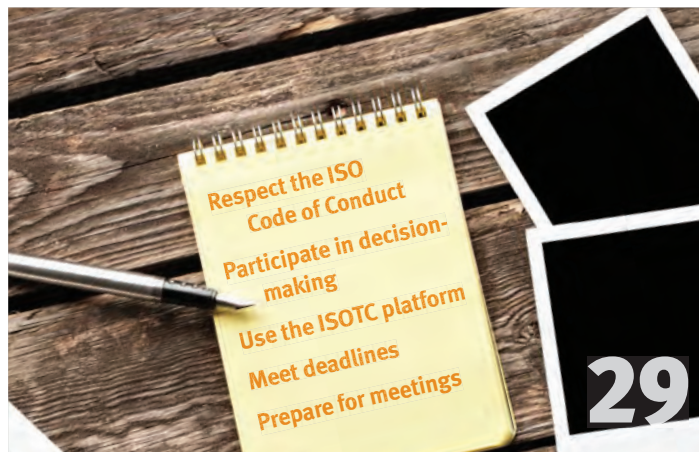 Respect the ISO
Code of Conduct
Participate in decision-
making
Use the ISOTC platform
Meet deadlines
Prepare for meetings
29